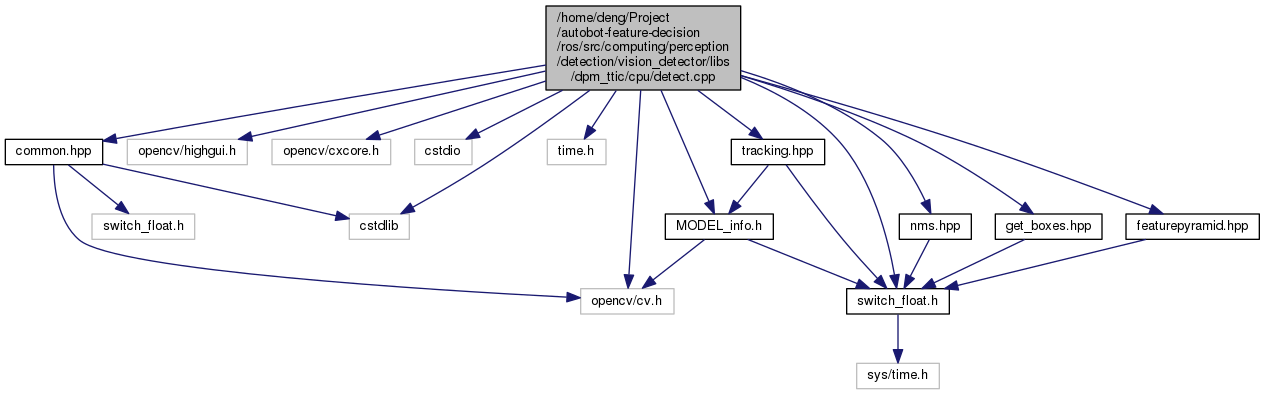 /home/deng/Project
/autobot-feature-decision
/ros/src/computing/perception
/detection/vision_detector/libs
/dpm_ttic/cpu/detect.cpp
common.hpp
opencv/highgui.h
opencv/cxcore.h
cstdio
time.h
tracking.hpp
switch_float.h
cstdlib
MODEL_info.h
nms.hpp
get_boxes.hpp
featurepyramid.hpp
opencv/cv.h
switch_float.h
sys/time.h